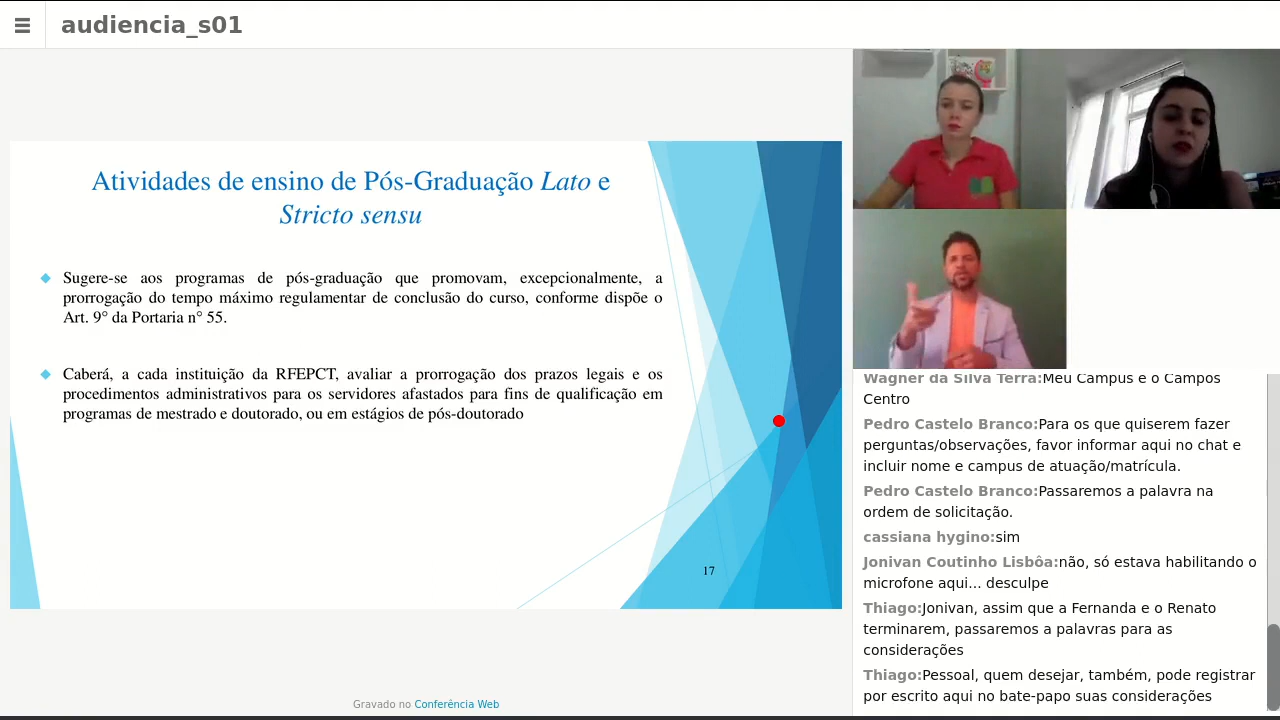 audiencia_s01
Atividades de ensino de Pós-Graduação Lato e
Stricto sensu
Sugere-se aos programas de pós-graduação que promovam, excepcionalmente, a
prorrogação do tempo máximo regulamentar de conclusão do curso, conforme dispõe o
Art. 9° da Portaria n° 55.
Caberá, a cada instituição da RFEPCT, avaliar a prorrogação dos prazos legais e os
procedimentos administrativos para os servidores afastados para fins de qualificação em
programas de mestrado e doutorado, ou em estágios de pós-doutorado
17
Gravado no Conferência Web
Wagner da Silva Terra:Meu Campus e o Campos
Centro
Pedro Castelo Branco:Para os que quiserem fazer
perguntas/observações, favor informar aqui no chat e
incluir nome e campus de atuação/matrícula.
Pedro Castelo Branco:Passaremos a palavra na
ordem de solicitação.
cassiana hygino:sim
Jonivan Coutinho Lisbôa:não, só estava habilitando o
microfone aqui... desculpe
Thiago:Jonivan, assim que a Fernanda e o Renato
terminarem, passaremos a palavras para as
considerações
Thiago:Pessoal, quem desejar, também, pode registrar
por escrito aqui no bate-papo suas considerações